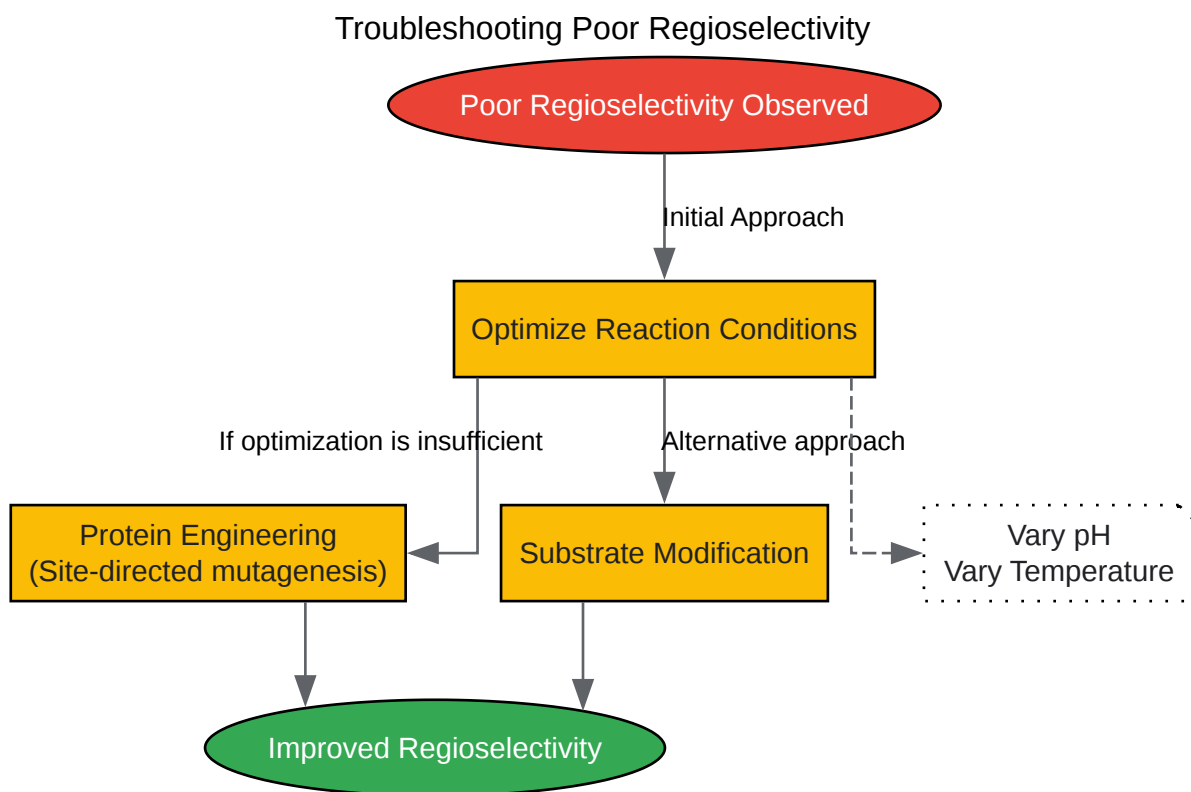 Troubleshooting Poor Regioselectivity
Poor Regioselectivity Observed
Initial Approach
Optimize Reaction Conditions
If optimization is insufficient
Alternative approach
Protein Engineering
(Site-directed mutagenesis)
Substrate Modification
Vary pH
Vary Temperature
Improved Regioselectivity